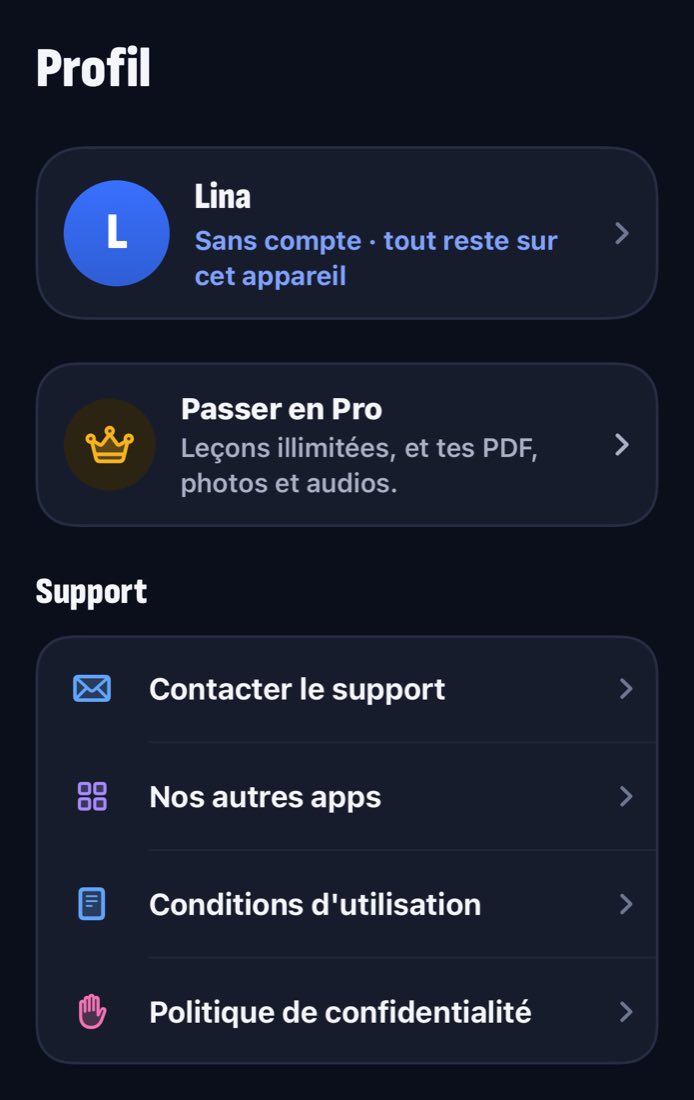 Profil
L
Lina
Sans compte · tout reste sur
cet appareil
Passer en Pro
Leçons illimitées, et tes PDF,
photos et audios.
Support
Contacter le support
Nos autres apps
Conditions d'utilisation
Politique de confidentialité